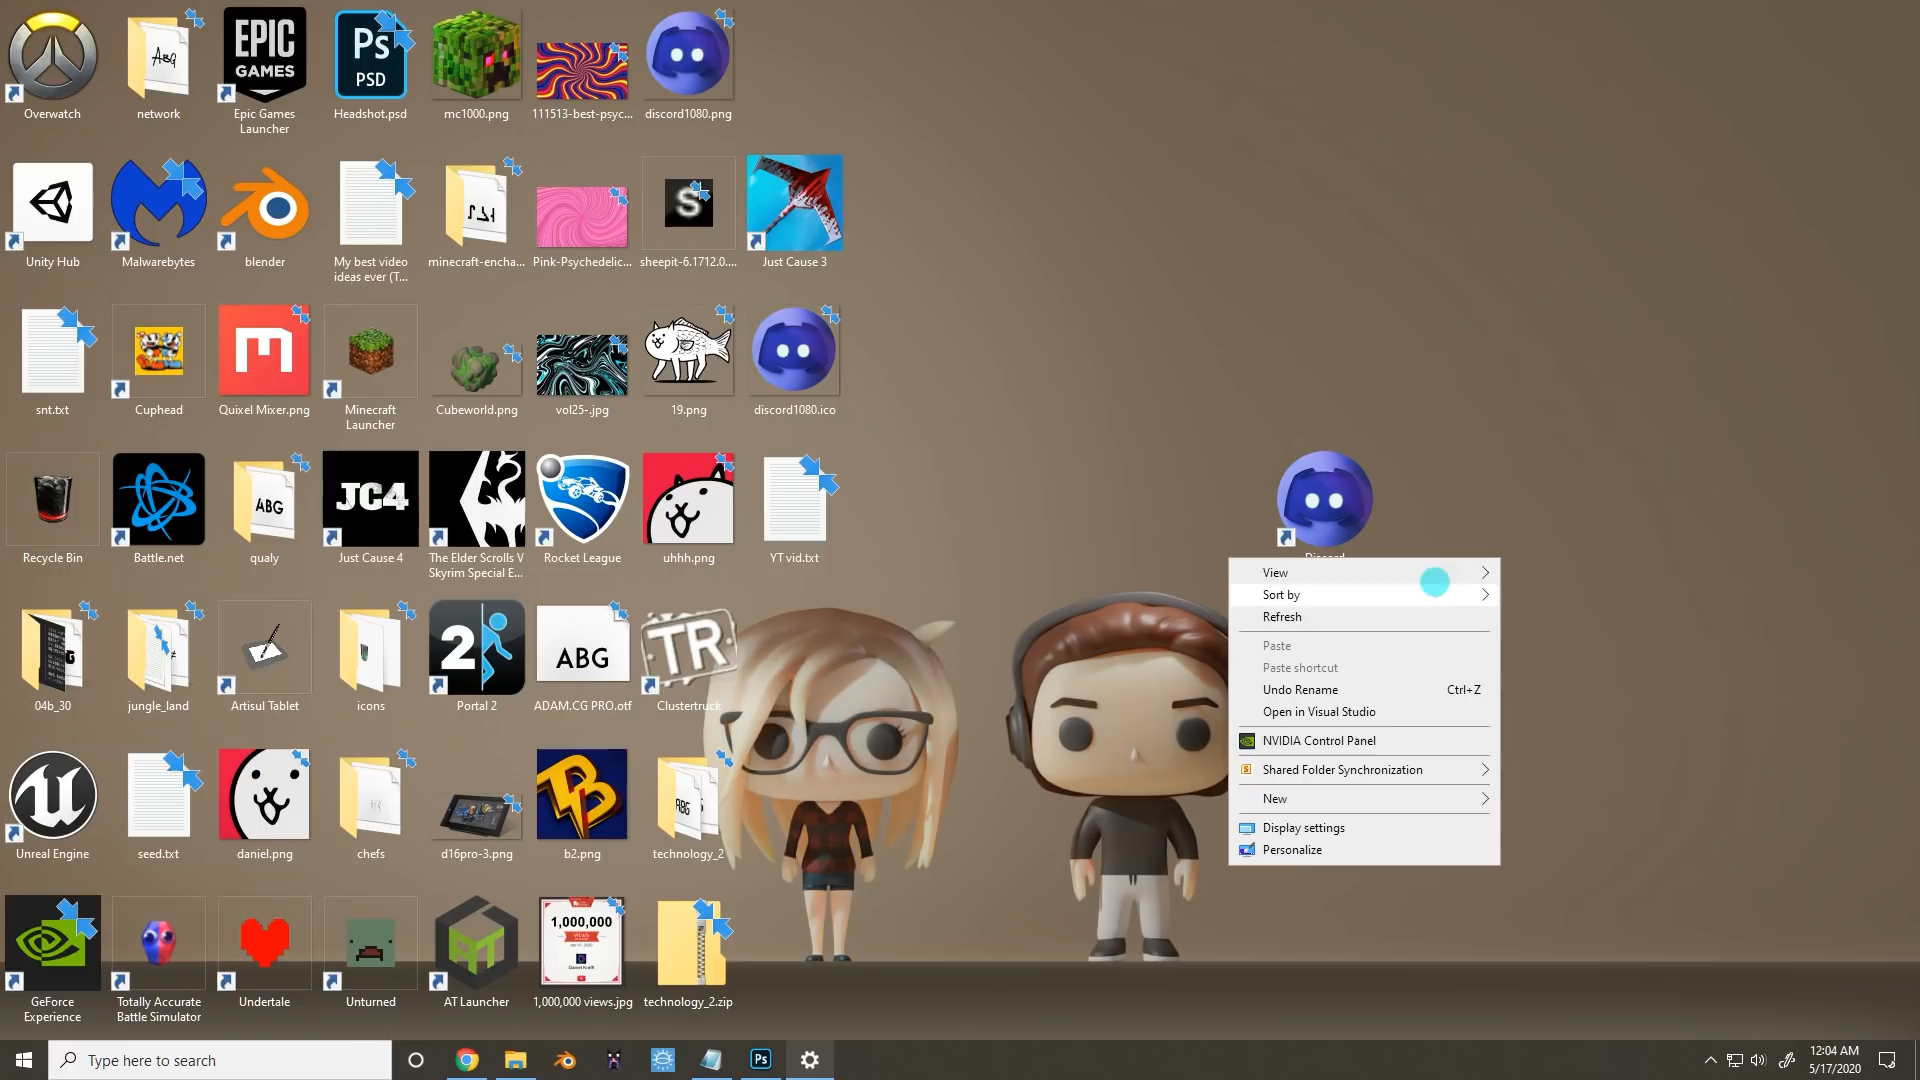 EPIC
GAMES
Ps
PSD
Overwatch
network
Epic Games
Launcher
Headshot.psd
mc1000.png
111513-best-psyc...
discord1080.png
S
Unity Hub
Malwarebytes
blender
My best video
ideas ever (T...
minecraft-encha...
Pink-Psychedelic...
sheepit-6.1712.0....
Just Cause 3
snt.txt
Cuphead
Quixel Mixer.png
Minecraft
Launcher
Cubeworld.png
vol25-.jpg
19.png
discord1080.ico
ABG
JC4
Recycle Bin
Battle.net
qualy
Just Cause 4
The Elder Scrolls V
Skyrim Special E...
Rocket League
uhhh.png
YT vid.txt
2
ABG
TR
04b_30
jungle_land
Artisul Tablet
icons
Portal 2
ADAM.CG PRO.otf
Clustertruck
ABG
Unreal Engine
seed.txt
daniel.png
chefs
d16pro-3.png
b2.png
technology_2
1,000,000
VIEWS
AT
GeForce
Experience
Totally Accurate
Battle Simulator
Undertale
Unturned
AT Launcher
1,000,000 views.jpg
technology_2.zip
View
Sort by
Refresh
Paste
Paste shortcut
Undo Rename Ctrl+Z
Open in Visual Studio
NVIDIA Control Panel
Shared Folder Synchronization
New
Display settings
Personalize
Type here to search
Ps
12:04 AM
5/17/2020